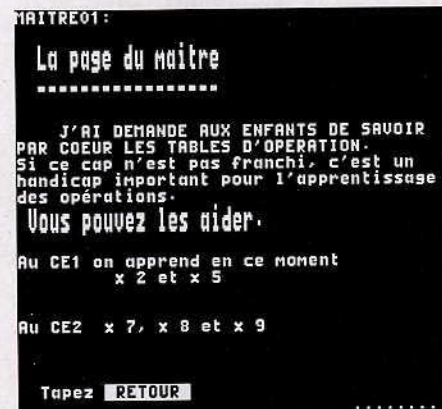 MAITRE01:
La page du maitre
J'AI DEMANDE AUX ENFANTS DE SAVOIR
PAR COEUR LES TABLES D'OPERATION.
Si ce cap n'est pas franchi, c'est un
handicap important pour l'apprentissage
des opérations.
Vous pouvez les aider.
Au CE1 on apprend en ce moment
x 2 et x 5
Au CE2 x 7, x 8 et x 9
Tapez RETOUR
........